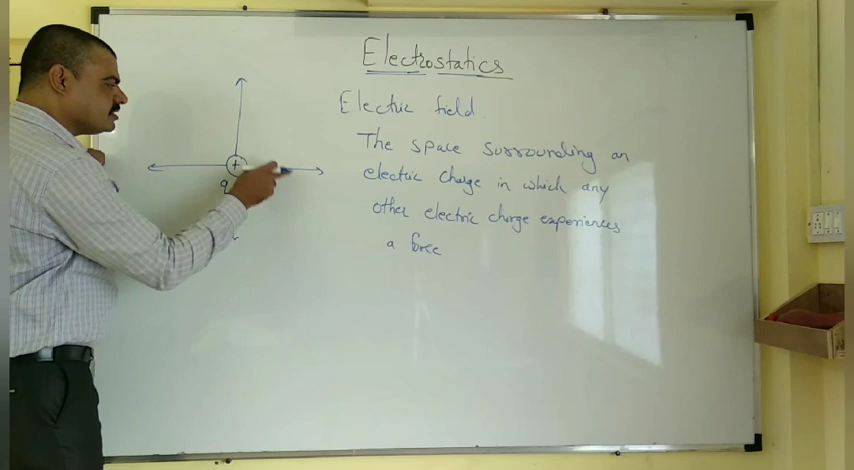 Electrostatics
Electric field.
The space surrounding an
electric charge in which any
other electric charge experiences
a force
+
q